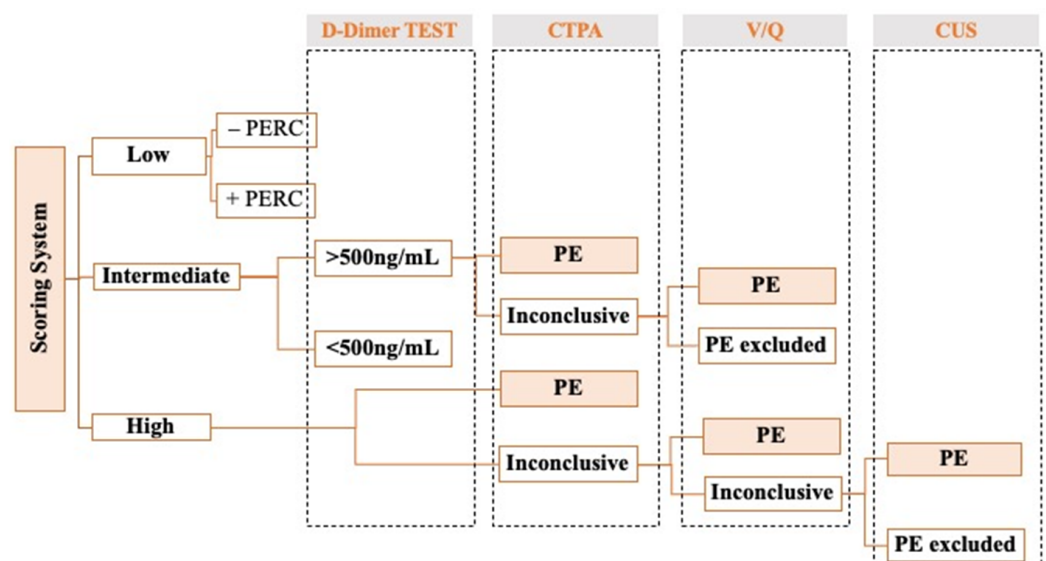 D-Dimer TEST
CTPA
V/Q
CUS
Scoring System
Low
– PERC
+ PERC
Intermediate
>500ng/mL
<500ng/mL
PE
Inconclusive
PE
PE excluded
High
PE
Inconclusive
PE
Inconclusive
PE
PE excluded